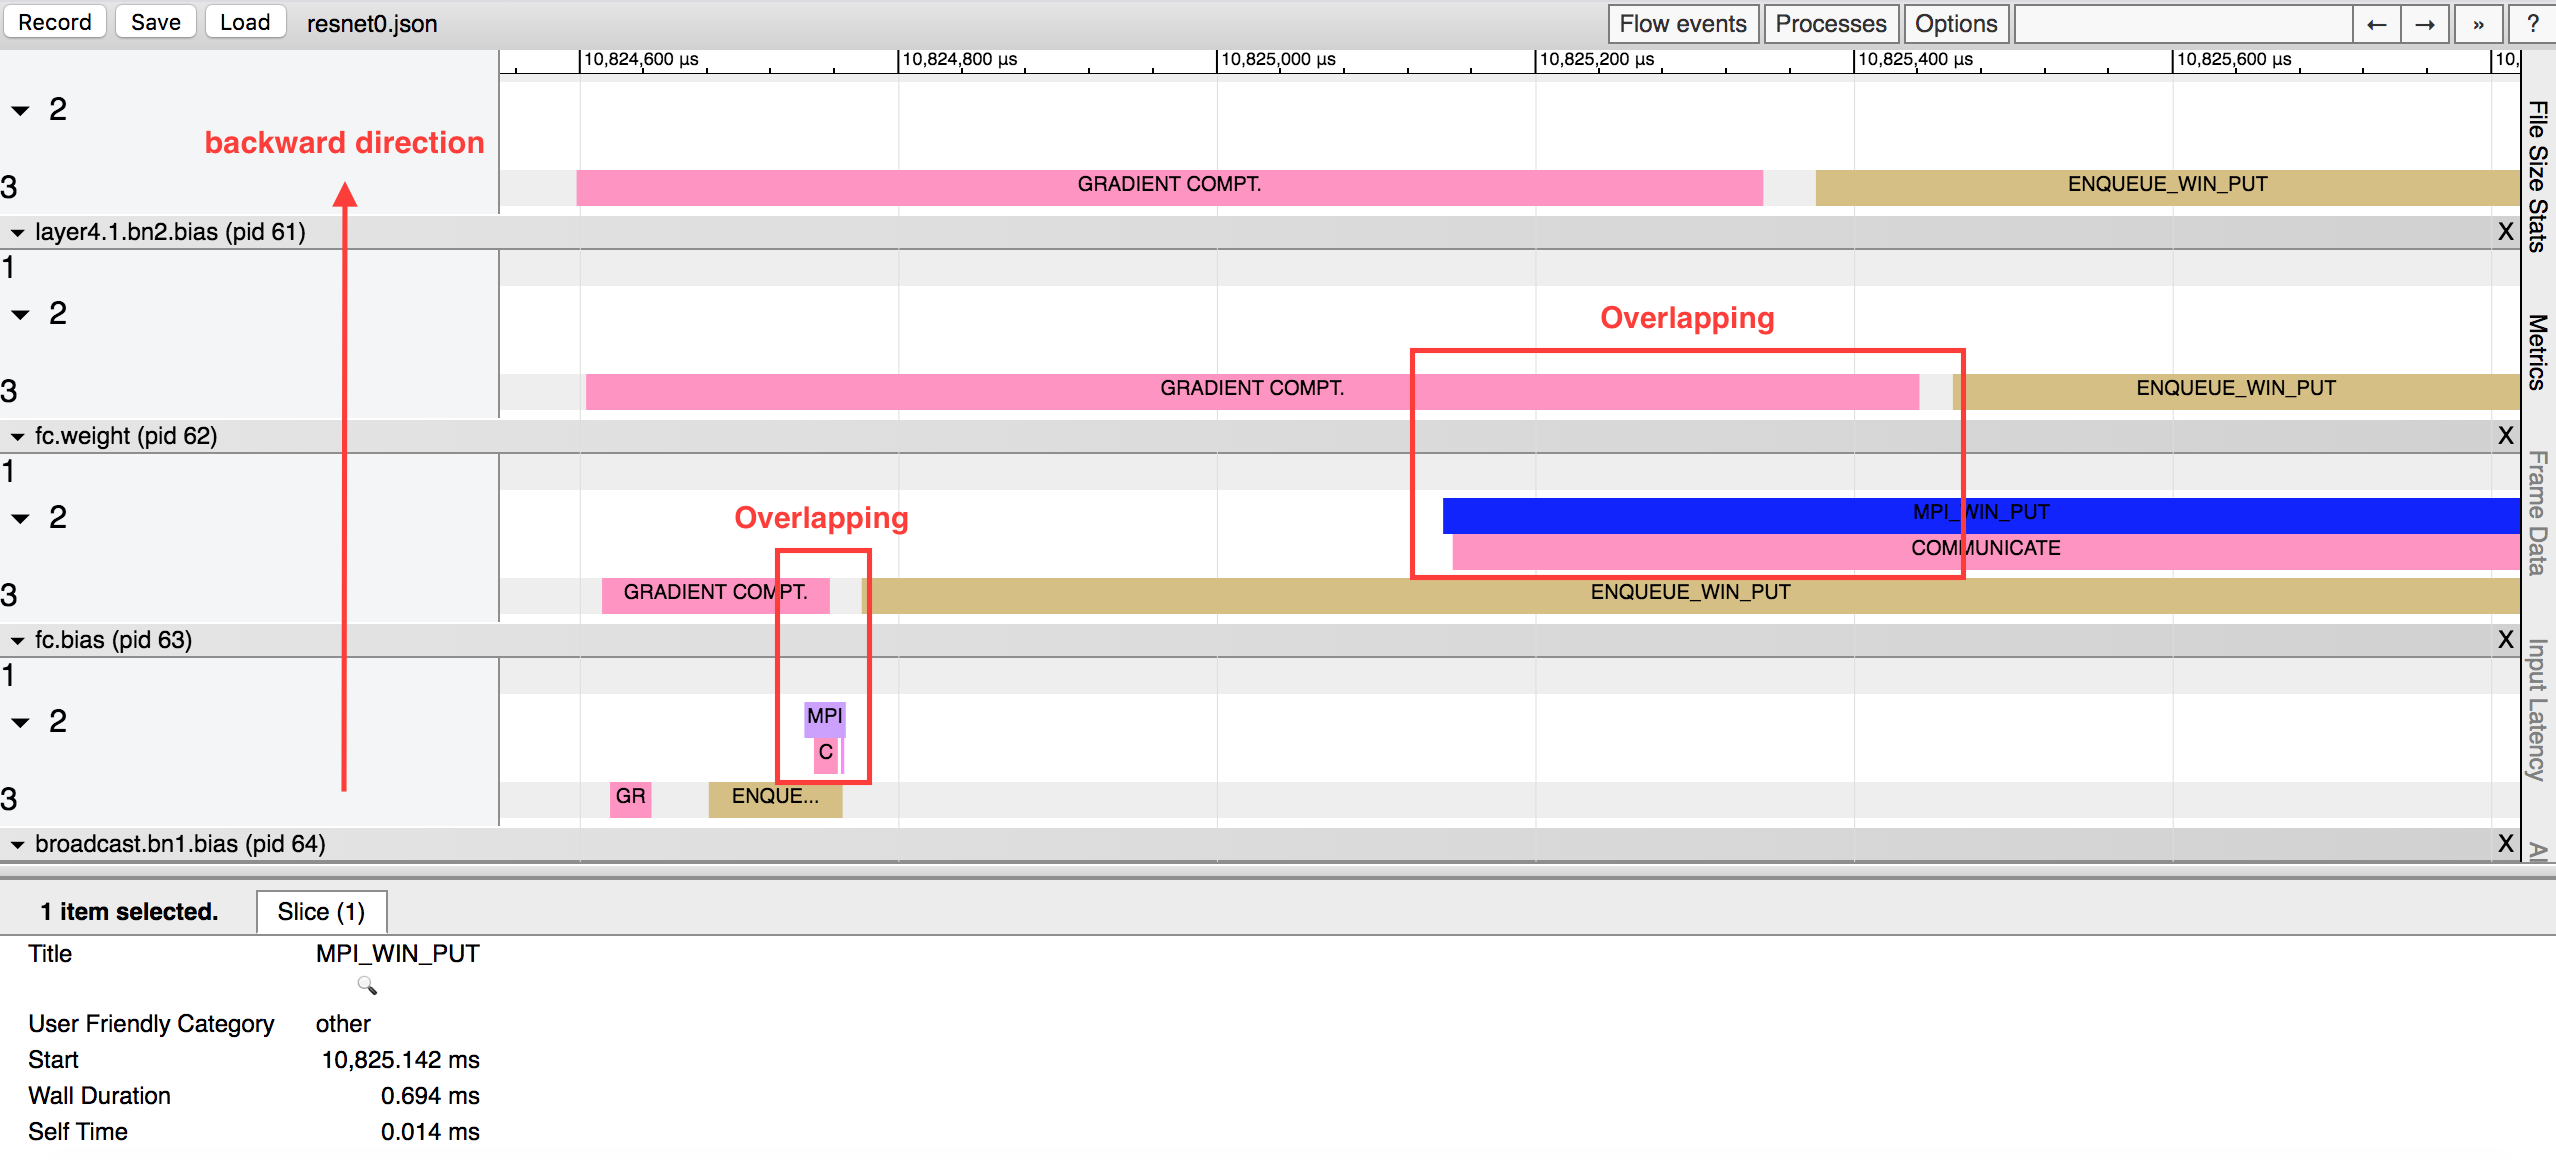 Record Save Load resnet0.json Flow events Processes Options ← → » ?
10,824,600 µs 10,824,800 µs 10,825,000 µs 10,825,200 µs 10,825,400 µs 10,825,600 µs 10,
2
backward direction
3 GRADIENT COMPT. ENQUEUE_WIN_PUT
layer4.1.bn2.bias (pid 61) X
1
2
Overlapping
3 GRADIENT COMPT. ENQUEUE_WIN_PUT
fc.weight (pid 62) X
1
2 MPI_WIN_PUT
Overlapping
COMMUNICATE
3 GRADIENT COMPT. ENQUEUE_WIN_PUT
fc.bias (pid 63) X
1
2 MPI
C
3 GR ENQUE...
broadcast.bn1.bias (pid 64) X
File Size Stats
Metrics
Frame Data
Input Latency
Al
1 item selected. Slice (1)
Title MPI_WIN_PUT
User Friendly Category other
Start 10,825.142 ms
Wall Duration 0.694 ms
Self Time 0.014 ms